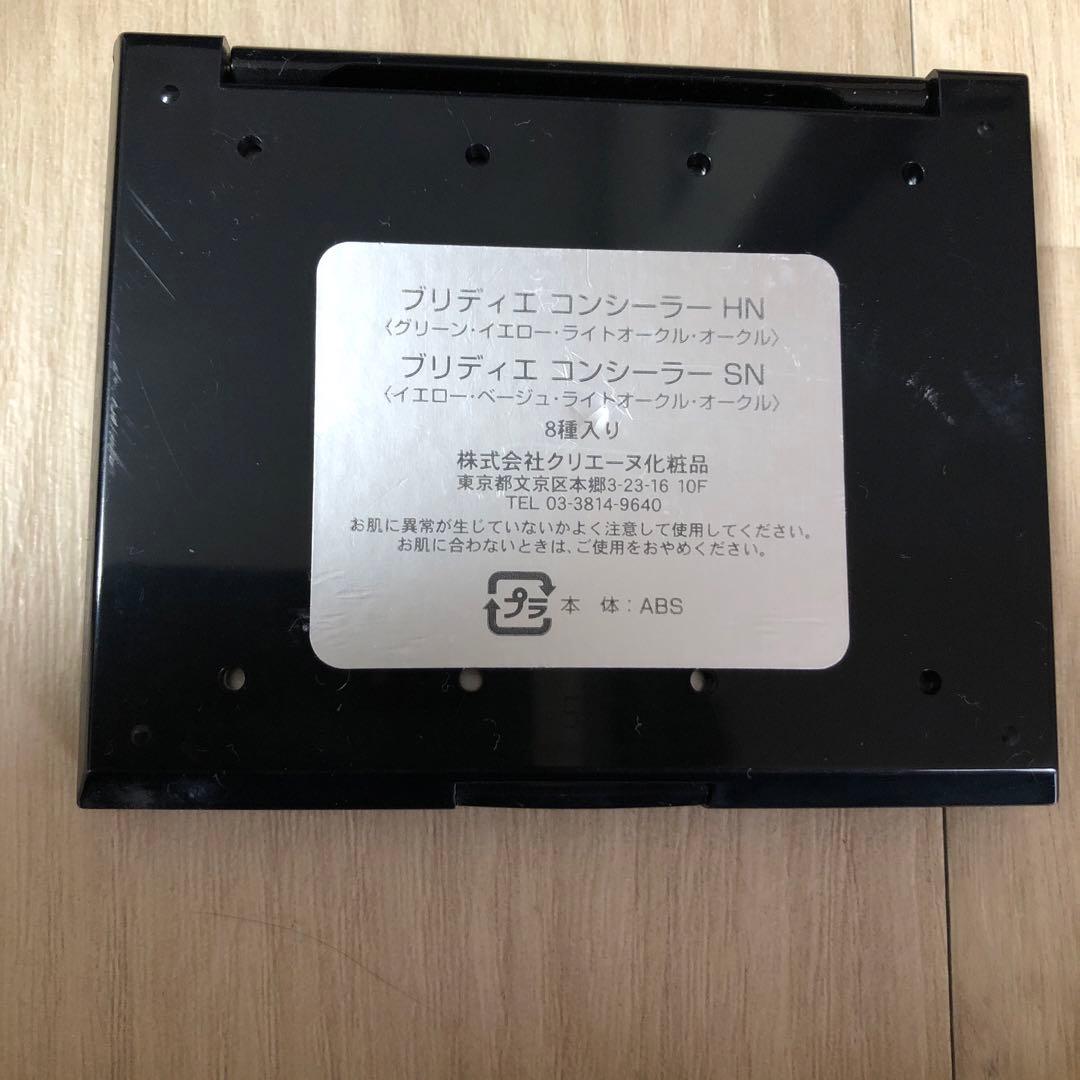 ブリディエ コンシーラー HN
〈グリーン・イエロー・ライトオークル・オークル〉
ブリディエ コンシーラー SN
〈イエロー・ベージュ・ライトオークル・オークル〉
8種入り
株式会社クリエーヌ化粧品
東京都文京区本郷3-23-16 10F
TEL 03-3814-9640
お肌に異常が生じていないかよく注意して使用してください。
お肌に合わないときは、ご使用をおやめください。
プラ 本 体：ABS